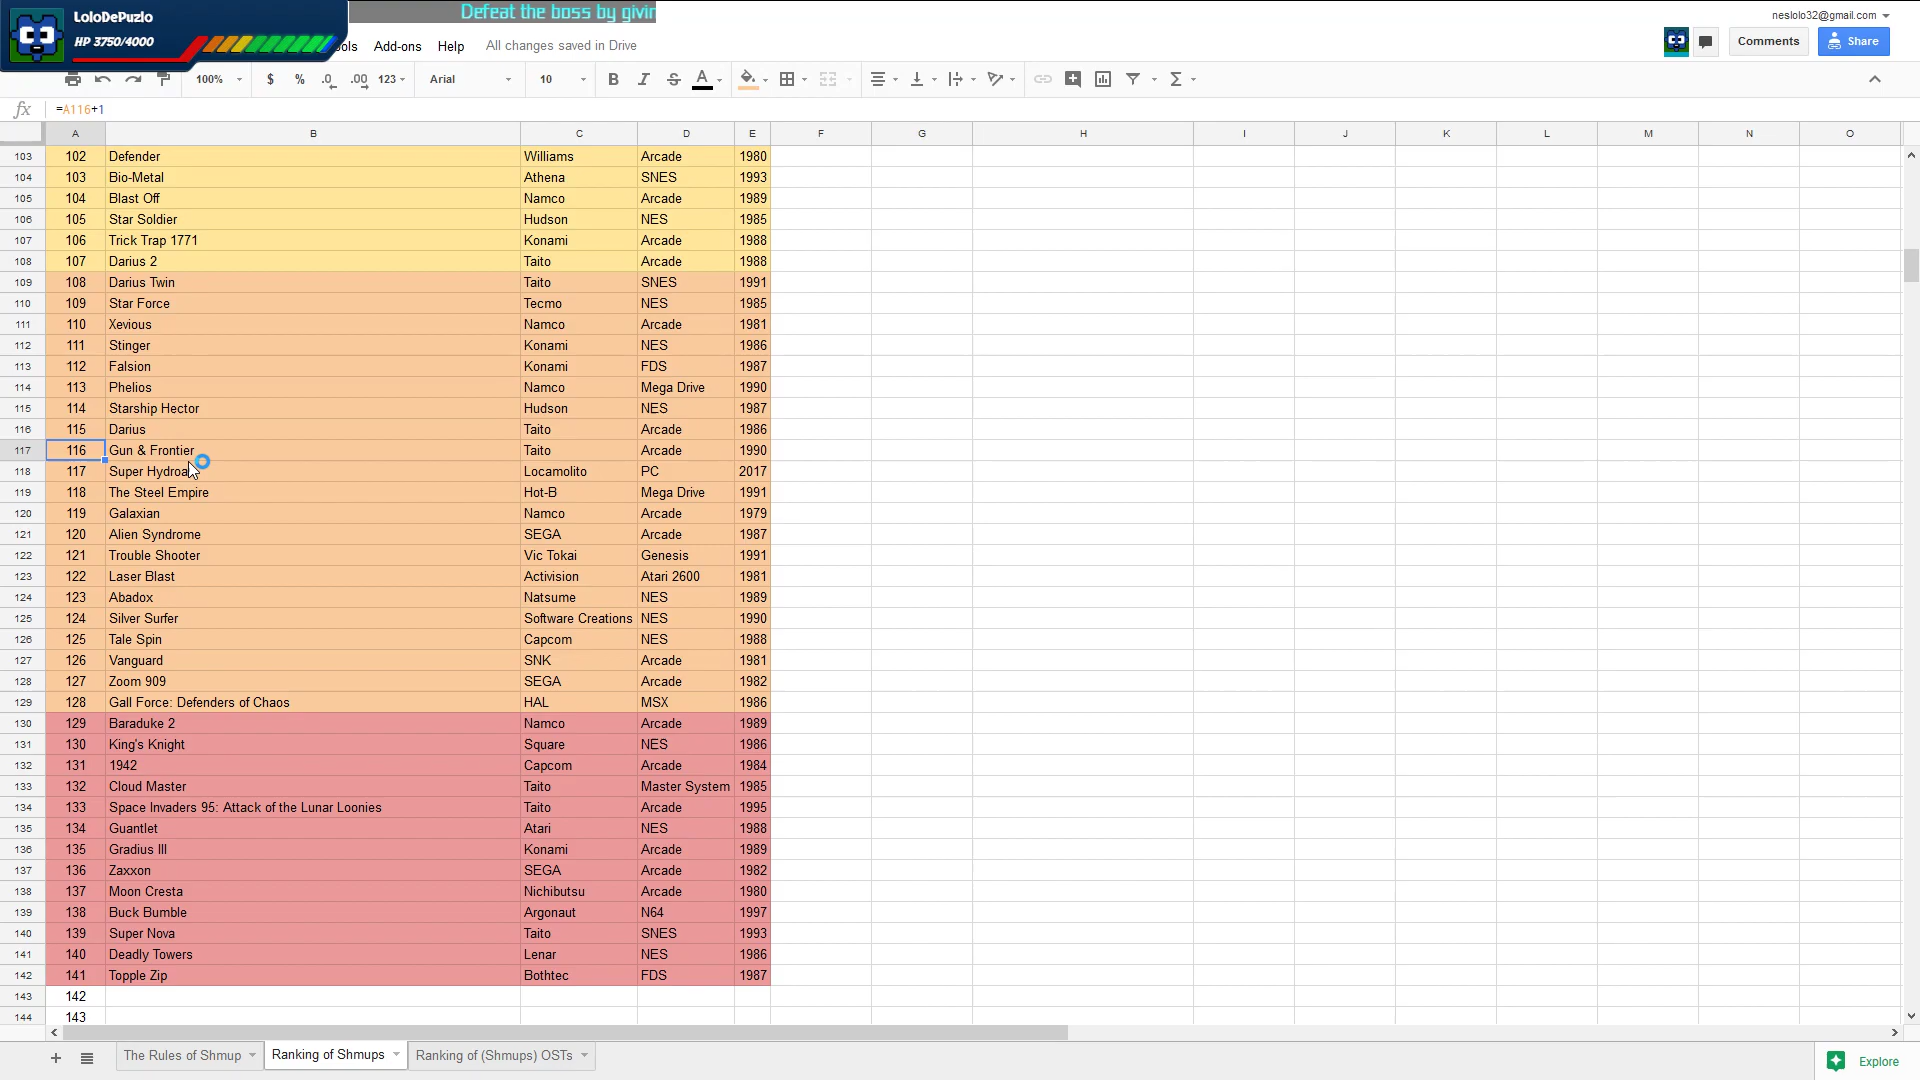 LoloDePuzlo
HP 3750/4000
Defeat the boss by givin
neslolo32@gmail.com
ols Add-ons Help All changes saved in Drive
Comments Share
100% $ % .0 .00 123 Arial 10 B I S A
fx =A116+1
A B C D E F G H I J K L M N O
103 102 Defender Williams Arcade 1980
104 103 Bio-Metal Athena SNES 1993
105 104 Blast Off Namco Arcade 1989
106 105 Star Soldier Hudson NES 1985
107 106 Trick Trap 1771 Konami Arcade 1988
108 107 Darius 2 Taito Arcade 1988
109 108 Darius Twin Taito SNES 1991
110 109 Star Force Tecmo NES 1985
111 110 Xevious Namco Arcade 1981
112 111 Stinger Konami NES 1986
113 112 Falsion Konami FDS 1987
114 113 Phelios Namco Mega Drive 1990
115 114 Starship Hector Hudson NES 1987
116 115 Darius Taito Arcade 1986
117 116 Gun & Frontier Taito Arcade 1990
118 117 Super Hydroa Locamolito PC 2017
119 118 The Steel Empire Hot-B Mega Drive 1991
120 119 Galaxian Namco Arcade 1979
121 120 Alien Syndrome SEGA Arcade 1987
122 121 Trouble Shooter Vic Tokai Genesis 1991
123 122 Laser Blast Activision Atari 2600 1981
124 123 Abadox Natsume NES 1989
125 124 Silver Surfer Software Creations NES 1990
126 125 Tale Spin Capcom NES 1988
127 126 Vanguard SNK Arcade 1981
128 127 Zoom 909 SEGA Arcade 1982
129 128 Gall Force: Defenders of Chaos HAL MSX 1986
130 129 Baraduke 2 Namco Arcade 1989
131 130 King's Knight Square NES 1986
132 131 1942 Capcom Arcade 1984
133 132 Cloud Master Taito Master System 1985
134 133 Space Invaders 95: Attack of the Lunar Loonies Taito Arcade 1995
135 134 Guantlet Atari NES 1988
136 135 Gradius III Konami Arcade 1989
137 136 Zaxxon SEGA Arcade 1982
138 137 Moon Cresta Nichibutsu Arcade 1980
139 138 Buck Bumble Argonaut N64 1997
140 139 Super Nova Taito SNES 1993
141 140 Deadly Towers Lenar NES 1986
142 141 Topple Zip Bothtec FDS 1987
143 142
144 143
The Rules of Shmup Ranking of Shmups Ranking of (Shmups) OSTs Explore